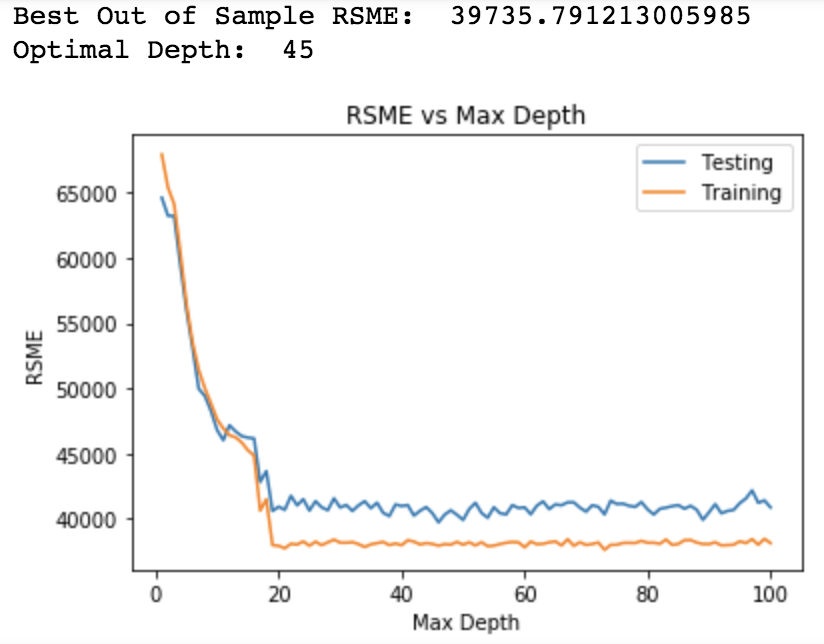 Best Out of Sample RSME:  39735.791213005985
Optimal Depth:  45
RSME vs Max Depth
Testing
Training
65000
60000
55000
50000
45000
40000
RSME
0 20 40 60 80 100
Max Depth